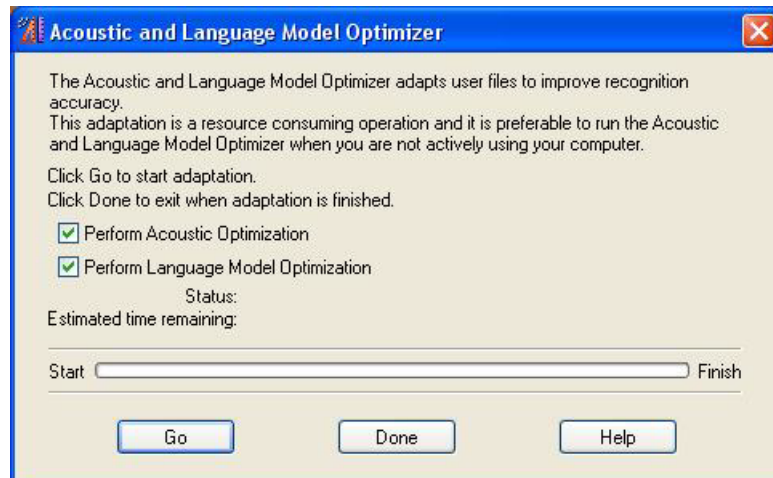 Acoustic and Language Model Optimizer
The Acoustic and Language Model Optimizer adapts user files to improve recognition
accuracy.
This adaptation is a resource consuming operation and it is preferable to run the Acoustic
and Language Model Optimizer when you are not actively using your computer.
Click Go to start adaptation.
Click Done to exit when adaptation is finished.
Perform Acoustic Optimization
Perform Language Model Optimization
Status:
Estimated time remaining:
Start Finish
Go Done Help